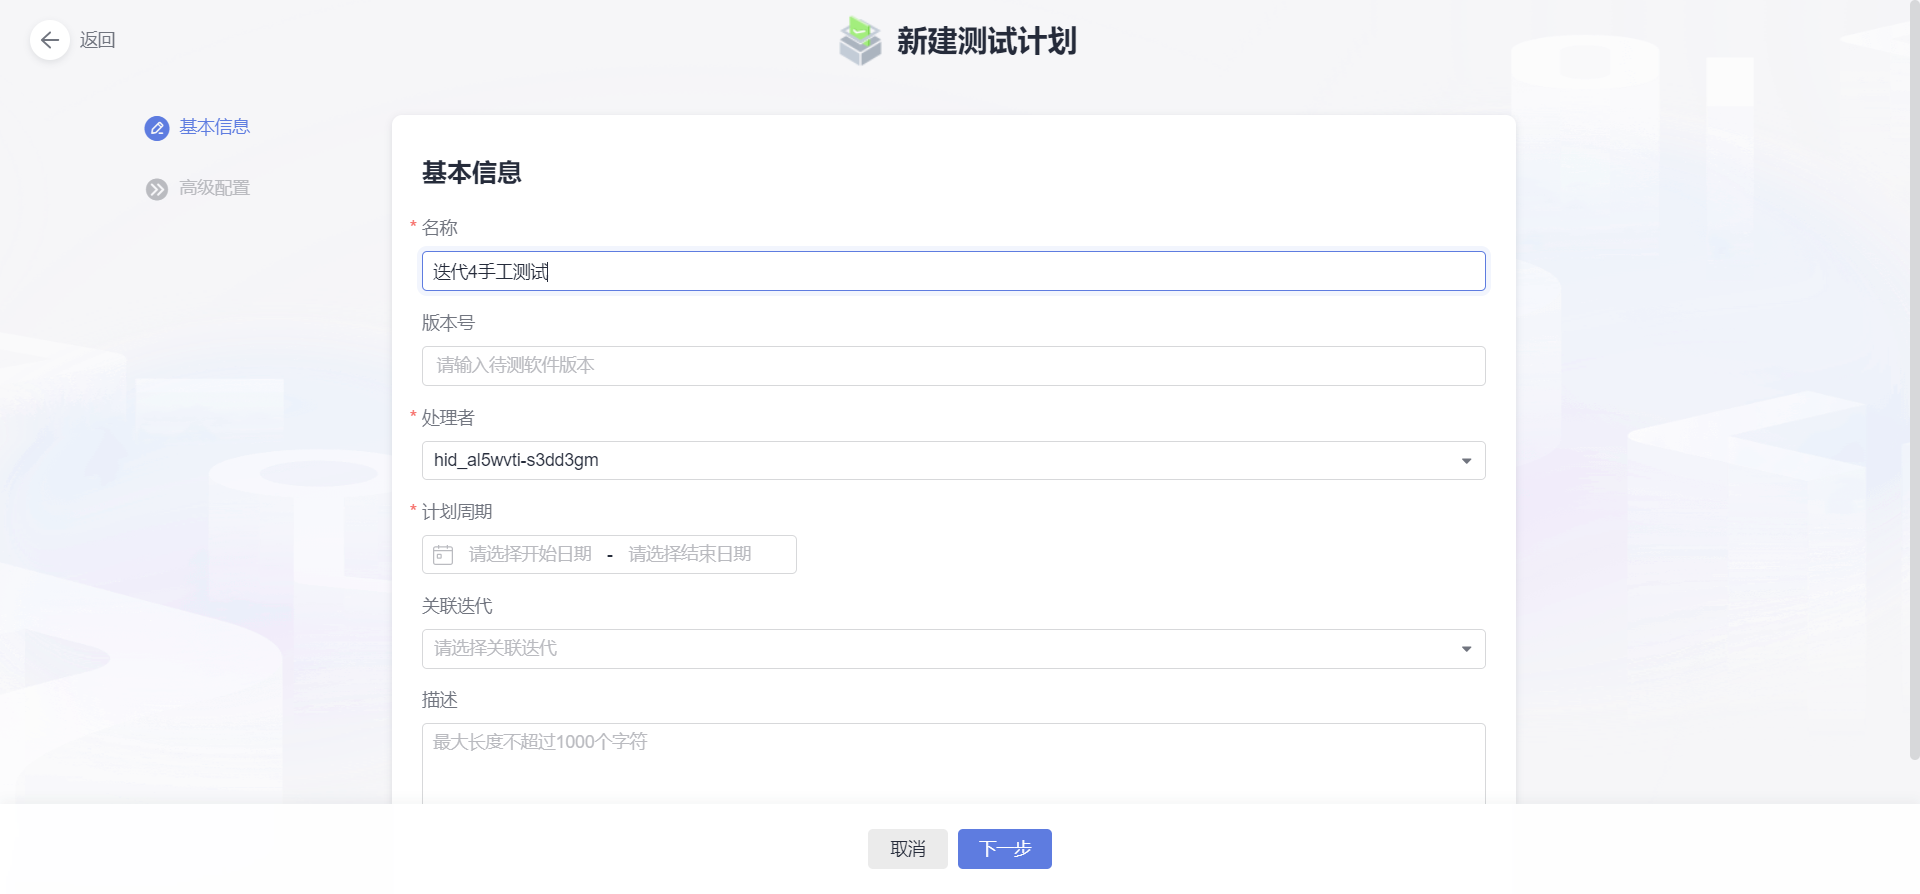 返回
新建测试计划
基本信息
高级配置
基本信息
* 名称
迭代4手工测试
版本号
请输入待测软件版本
* 处理者
hid_al5wvti-s3dd3gm
* 计划周期
请选择开始日期 - 请选择结束日期
关联迭代
请选择关联迭代
描述
最大长度不超过1000个字符
取消
下一步